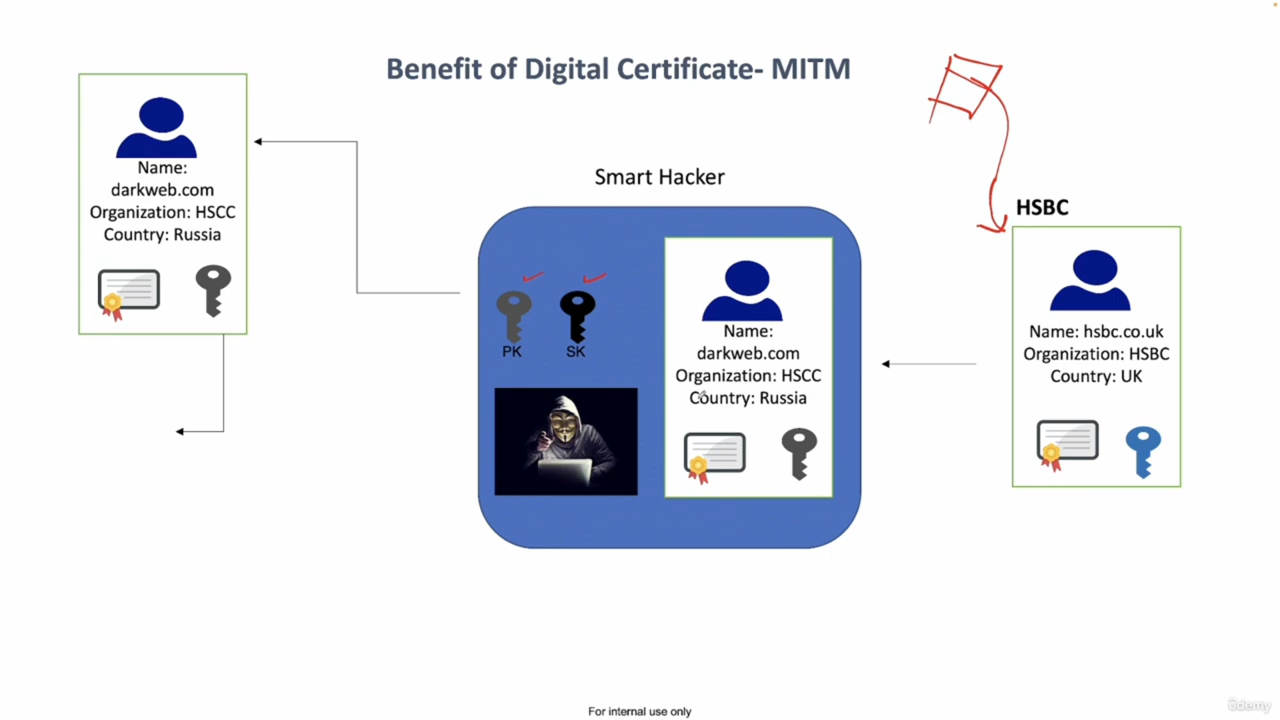 Benefit of Digital Certificate- MITM
Name:
darkweb.com
Organization: HSCC
Country: Russia
Smart Hacker
PK
SK
Name:
darkweb.com
Organization: HSCC
Country: Russia
HSBC
Name: hsbc.co.uk
Organization: HSBC
Country: UK
For internal use only
ûdemy